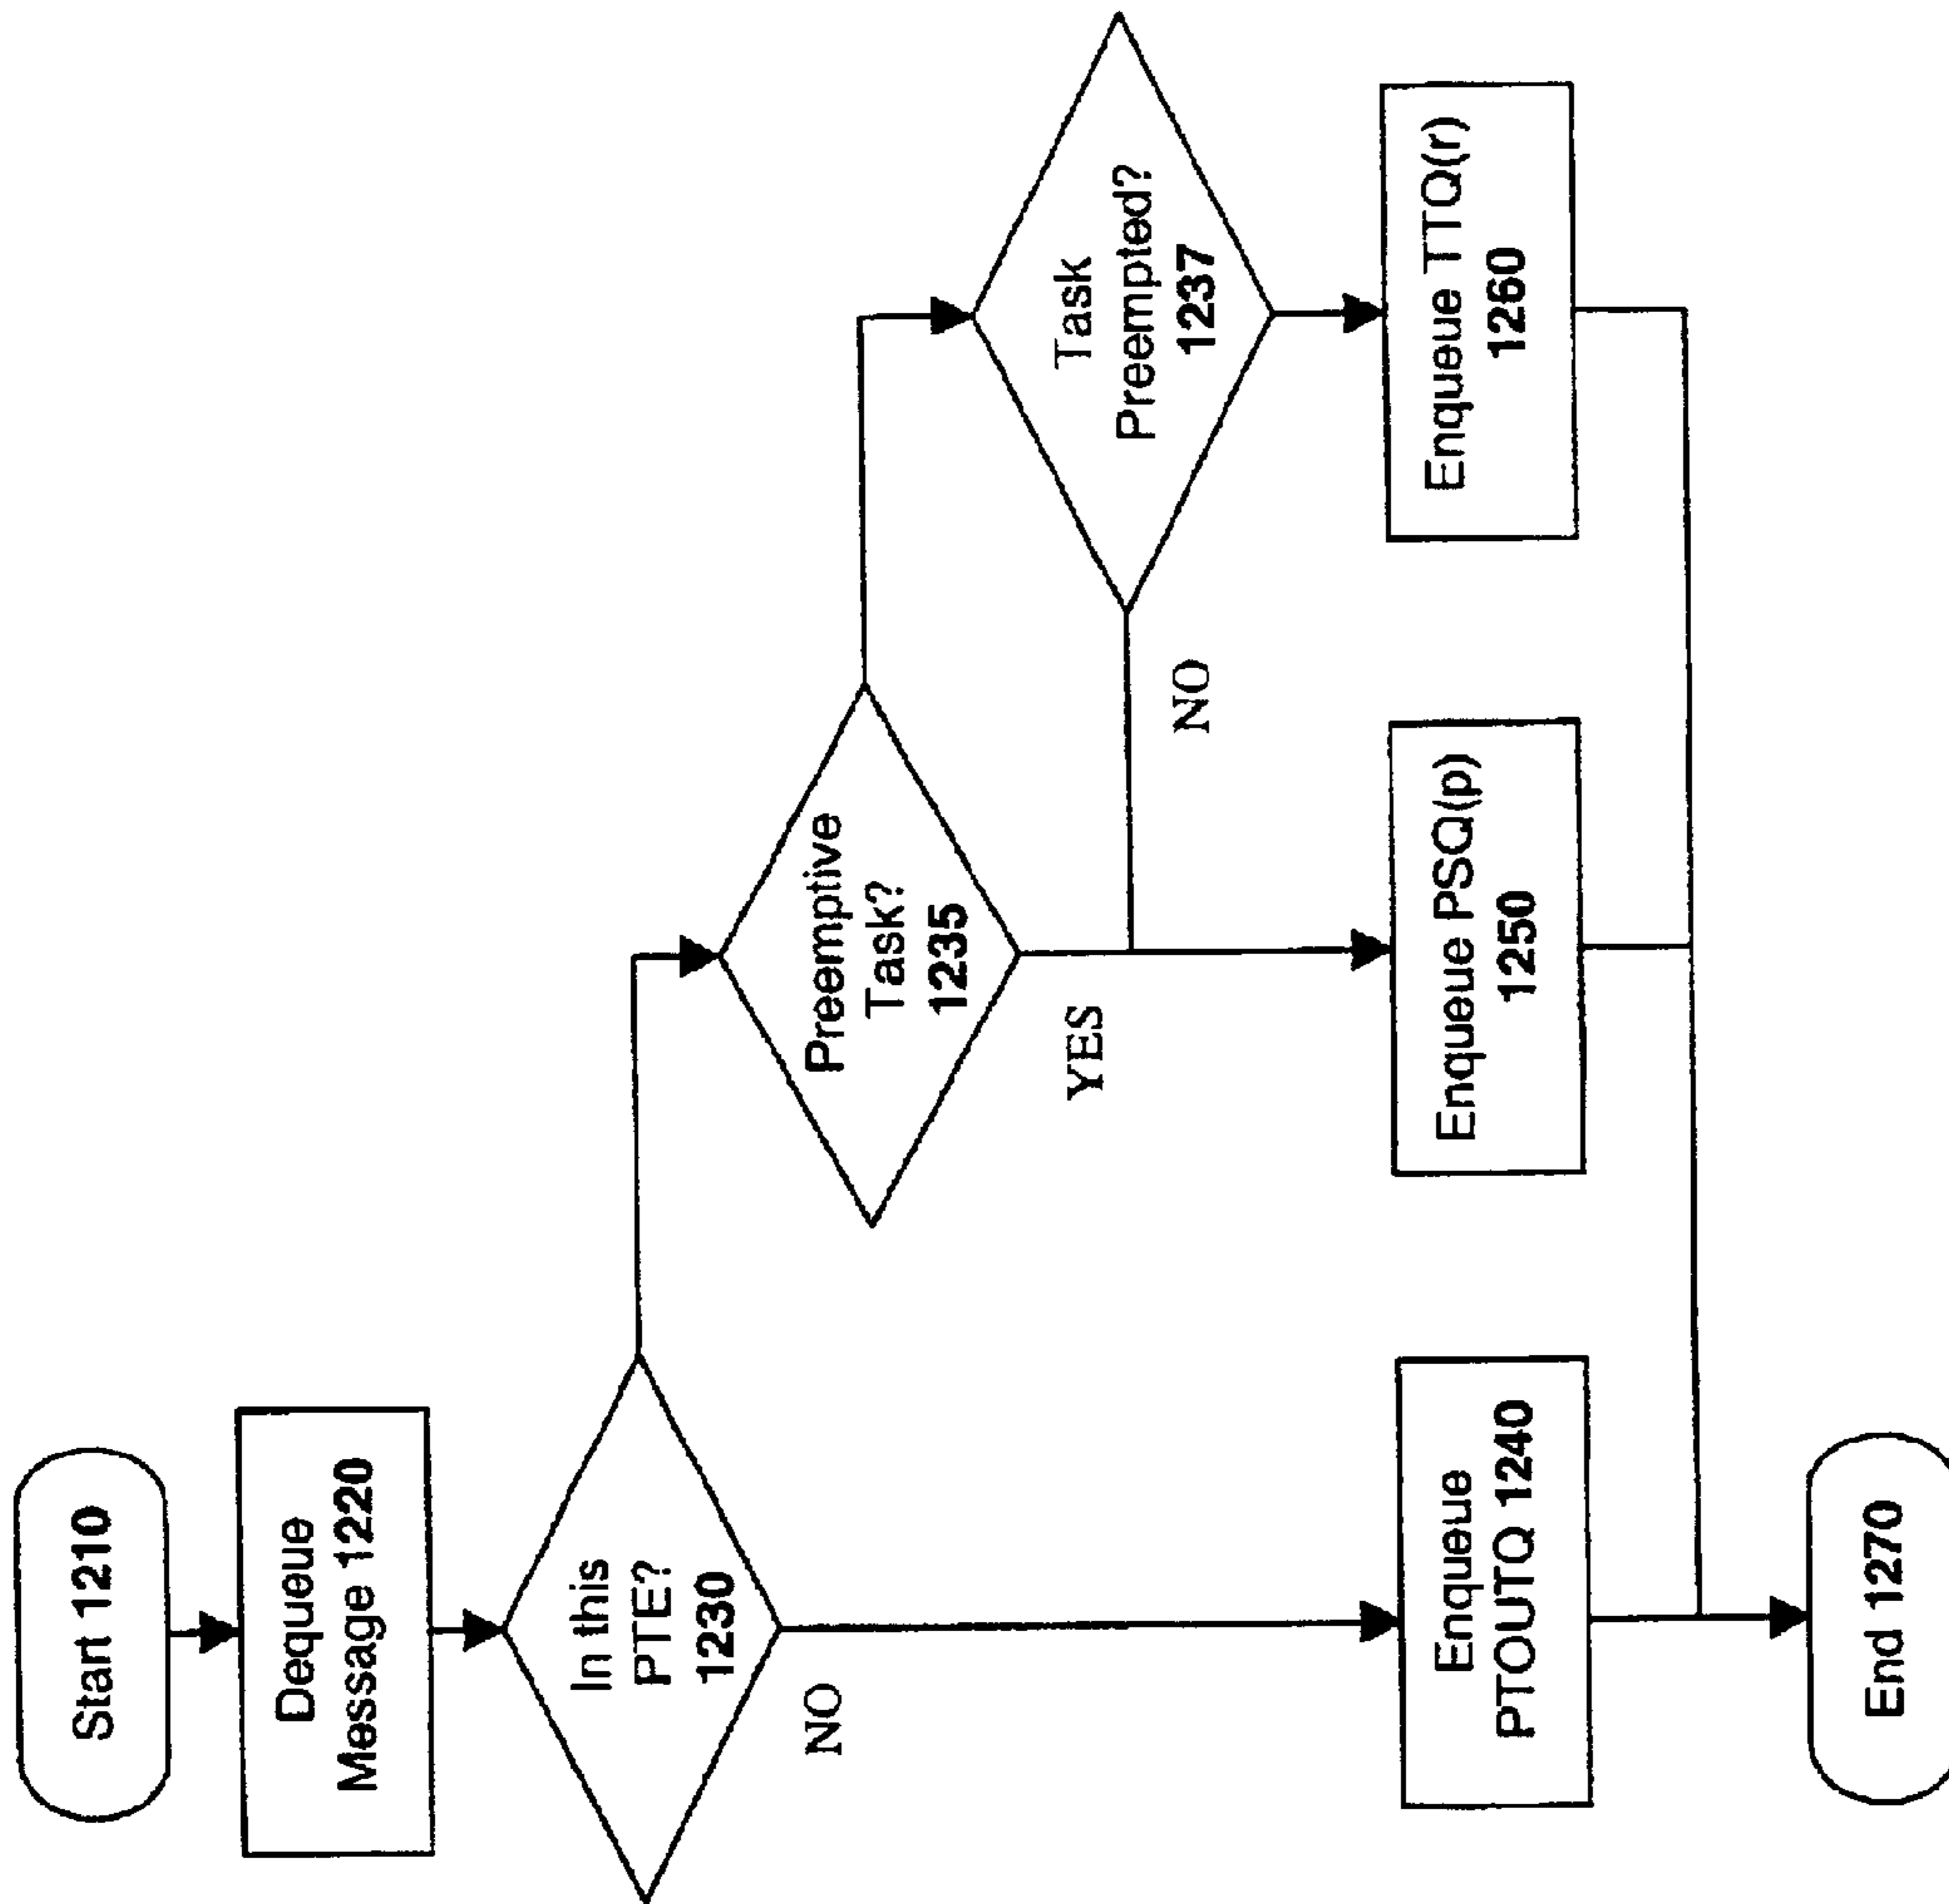 Start 1210
Dequeue
Message 1220
In this
PTE?
1230
NO
Preemptive
Task?
1235
YES
Task
Preempted?
1237
NO
Enqueue
PTOUTQ 1240
Enqueue PSQ(p)
1250
Enqueue TTQ(r)
1260
End 1270